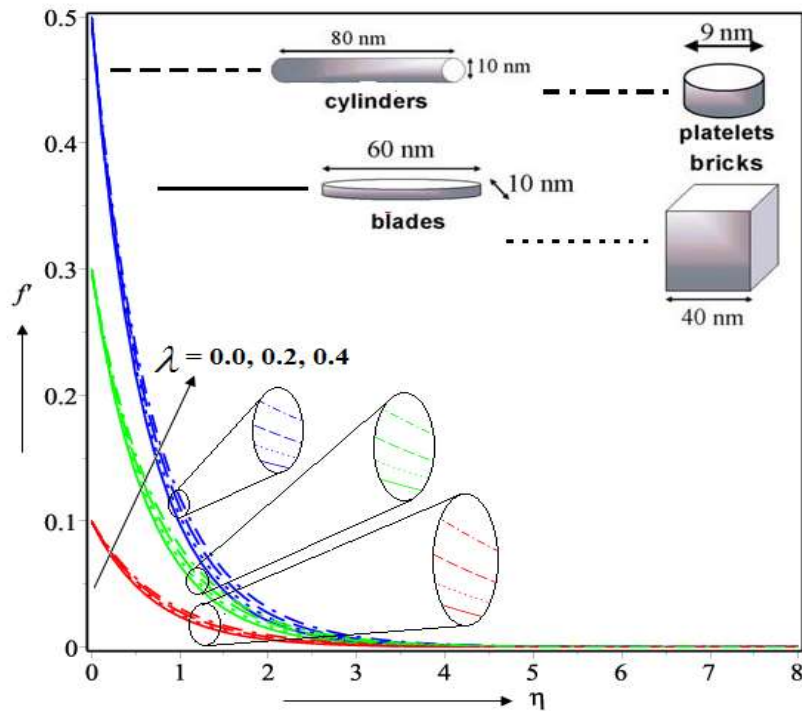 0.5
0.4
0.3
0.2
0.1
0
f'
80 nm
10 nm
cylinders
9 nm
platelets
bricks
60 nm
10 nm
blades
40 nm
λ = 0.0, 0.2, 0.4
0 1 2 3 4 5 6 7 8
η